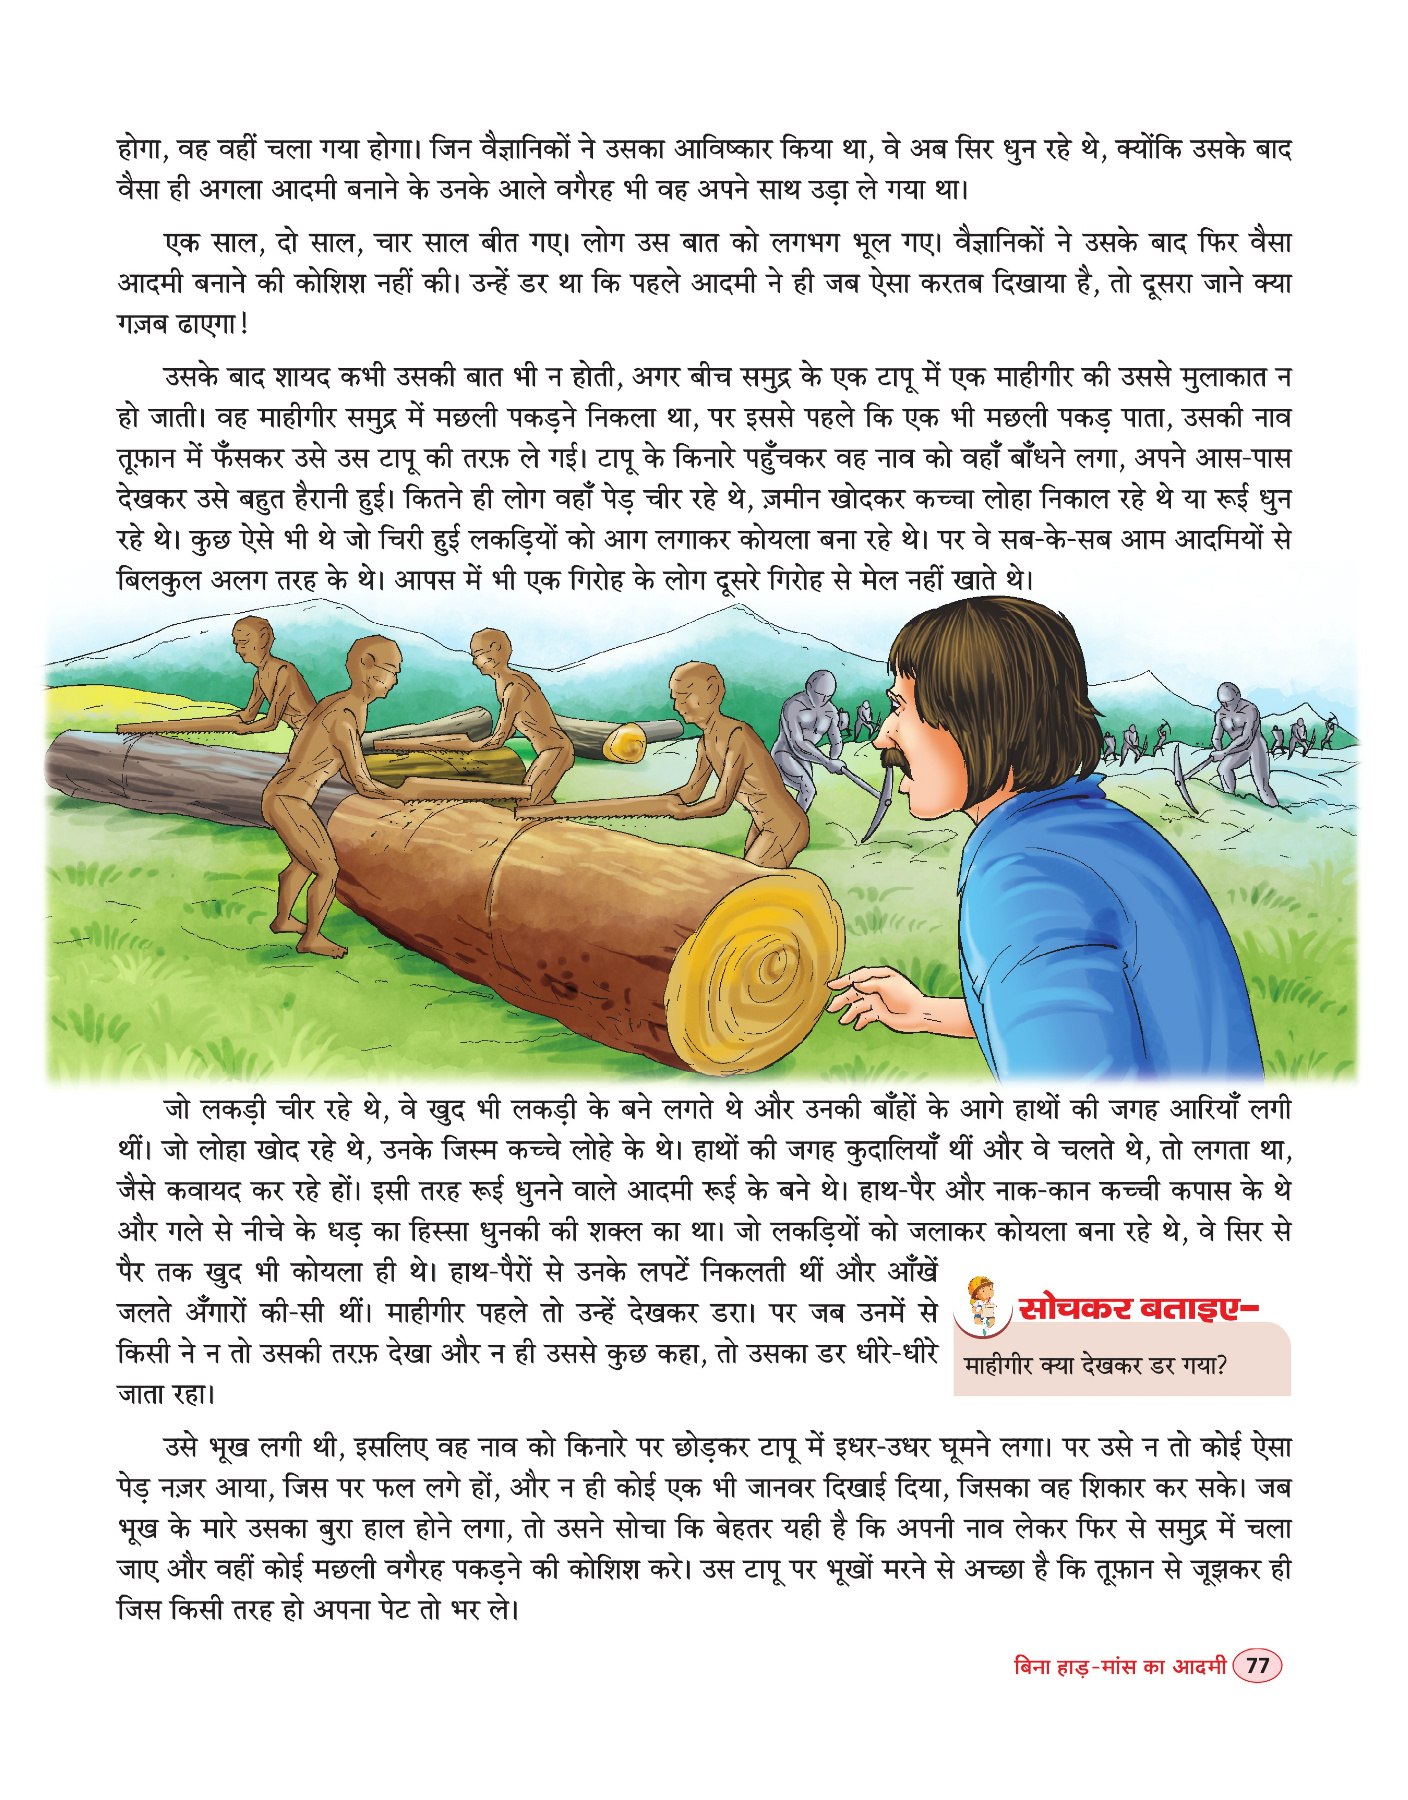 होगा, वह वहीं चला गया होगा। जिन वैज्ञानिकों ने उसका आविष्कार किया था, वे अब सिर धुन रहे थे, क्योंकि उसके बाद
वैसा ही अगला आदमी बनाने के उनके आले वगैरह भी वह अपने साथ उड़ा ले गया था।
एक साल, दो साल, चार साल बीत गए। लोग उस बात को लगभग भूल गए। वैज्ञानिकों ने उसके बाद फिर वैसा
आदमी बनाने की कोशिश नहीं की। उन्हें डर था कि पहले आदमी ने ही जब ऐसा करतब दिखाया है, तो दूसरा जाने क्या
गज़ब ढाएगा!
उसके बाद शायद कभी उसकी बात भी न होती, अगर बीच समुद्र के एक टापू में एक माहीगीर की उससे मुलाकात न
हो जाती। वह माहीगीर समुद्र में मछली पकड़ने निकला था, पर इससे पहले कि एक भी मछली पकड़ पाता, उसकी नाव
तूफ़ान में फँसकर उसे उस टापू की तरफ़ ले गई। टापू के किनारे पहुँचकर वह नाव को वहाँ बाँधने लगा, अपने आस-पास
देखकर उसे बहुत हैरानी हुई। कितने ही लोग वहाँ पेड़ चीर रहे थे, ज़मीन खोदकर कच्चा लोहा निकाल रहे थे या रूई धुन
रहे थे। कुछ ऐसे भी थे जो चिरी हुई लकड़ियों को आग लगाकर कोयला बना रहे थे। पर वे सब-के-सब आम आदमियों से
बिलकुल अलग तरह के थे। आपस में भी एक गिरोह के लोग दूसरे गिरोह से मेल नहीं खाते थे।
जो लकड़ी चीर रहे थे, वे खुद भी लकड़ी के बने लगते थे और उनकी बाँहों के आगे हाथों की जगह आरियाँ लगी
थीं। जो लोहा खोद रहे थे, उनके जिस्म कच्चे लोहे के थे। हाथों की जगह कुदालियाँ थीं और वे चलते थे, तो लगता था,
जैसे कवायद कर रहे हों। इसी तरह रूई धुनने वाले आदमी रूई के बने थे। हाथ-पैर और नाक-कान कच्ची कपास के थे
और गले से नीचे के धड़ का हिस्सा धुनकी की शक्ल का था। जो लकड़ियों को जलाकर कोयला बना रहे थे, वे सिर से
पैर तक खुद भी कोयला ही थे। हाथ-पैरों से उनके लपटें निकलती थीं और आँखें
जलते अँगारों की-सी थीं। माहीगीर पहले तो उन्हें देखकर डरा। पर जब उनमें से
किसी ने न तो उसकी तरफ़ देखा और न ही उससे कुछ कहा, तो उसका डर धीरे-धीरे
जाता रहा।
सोचकर बताइए–
माहीगीर क्या देखकर डर गया?
उसे भूख लगी थी, इसलिए वह नाव को किनारे पर छोड़कर टापू में इधर-उधर घूमने लगा। पर उसे न तो कोई ऐसा
पेड़ नज़र आया, जिस पर फल लगे हों, और न ही कोई एक भी जानवर दिखाई दिया, जिसका वह शिकार कर सके। जब
भूख के मारे उसका बुरा हाल होने लगा, तो उसने सोचा कि बेहतर यही है कि अपनी नाव लेकर फिर से समुद्र में चला
जाए और वहीं कोई मछली वगैरह पकड़ने की कोशिश करे। उस टापू पर भूखों मरने से अच्छा है कि तूफ़ान से जूझकर ही
जिस किसी तरह हो अपना पेट तो भर ले।
बिना हाड़-मांस का आदमी 77